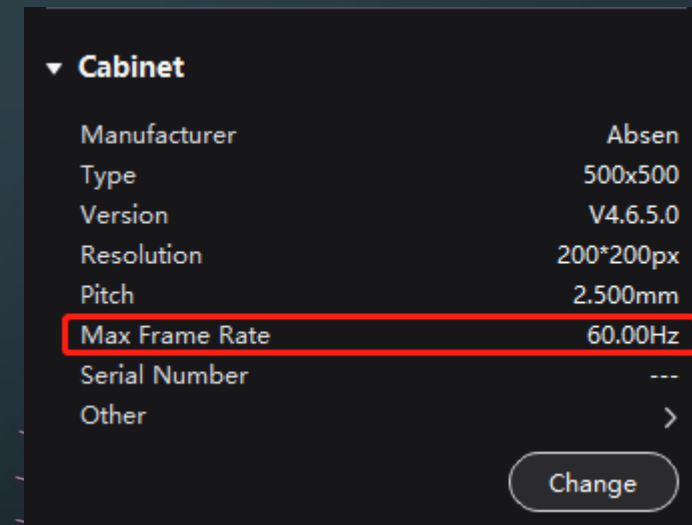 Cabinet
Manufacturer Absen
Type 500x500
Version V4.6.5.0
Resolution 200*200px
Pitch 2.500mm
Max Frame Rate 60.00Hz
Serial Number ---
Other
Change